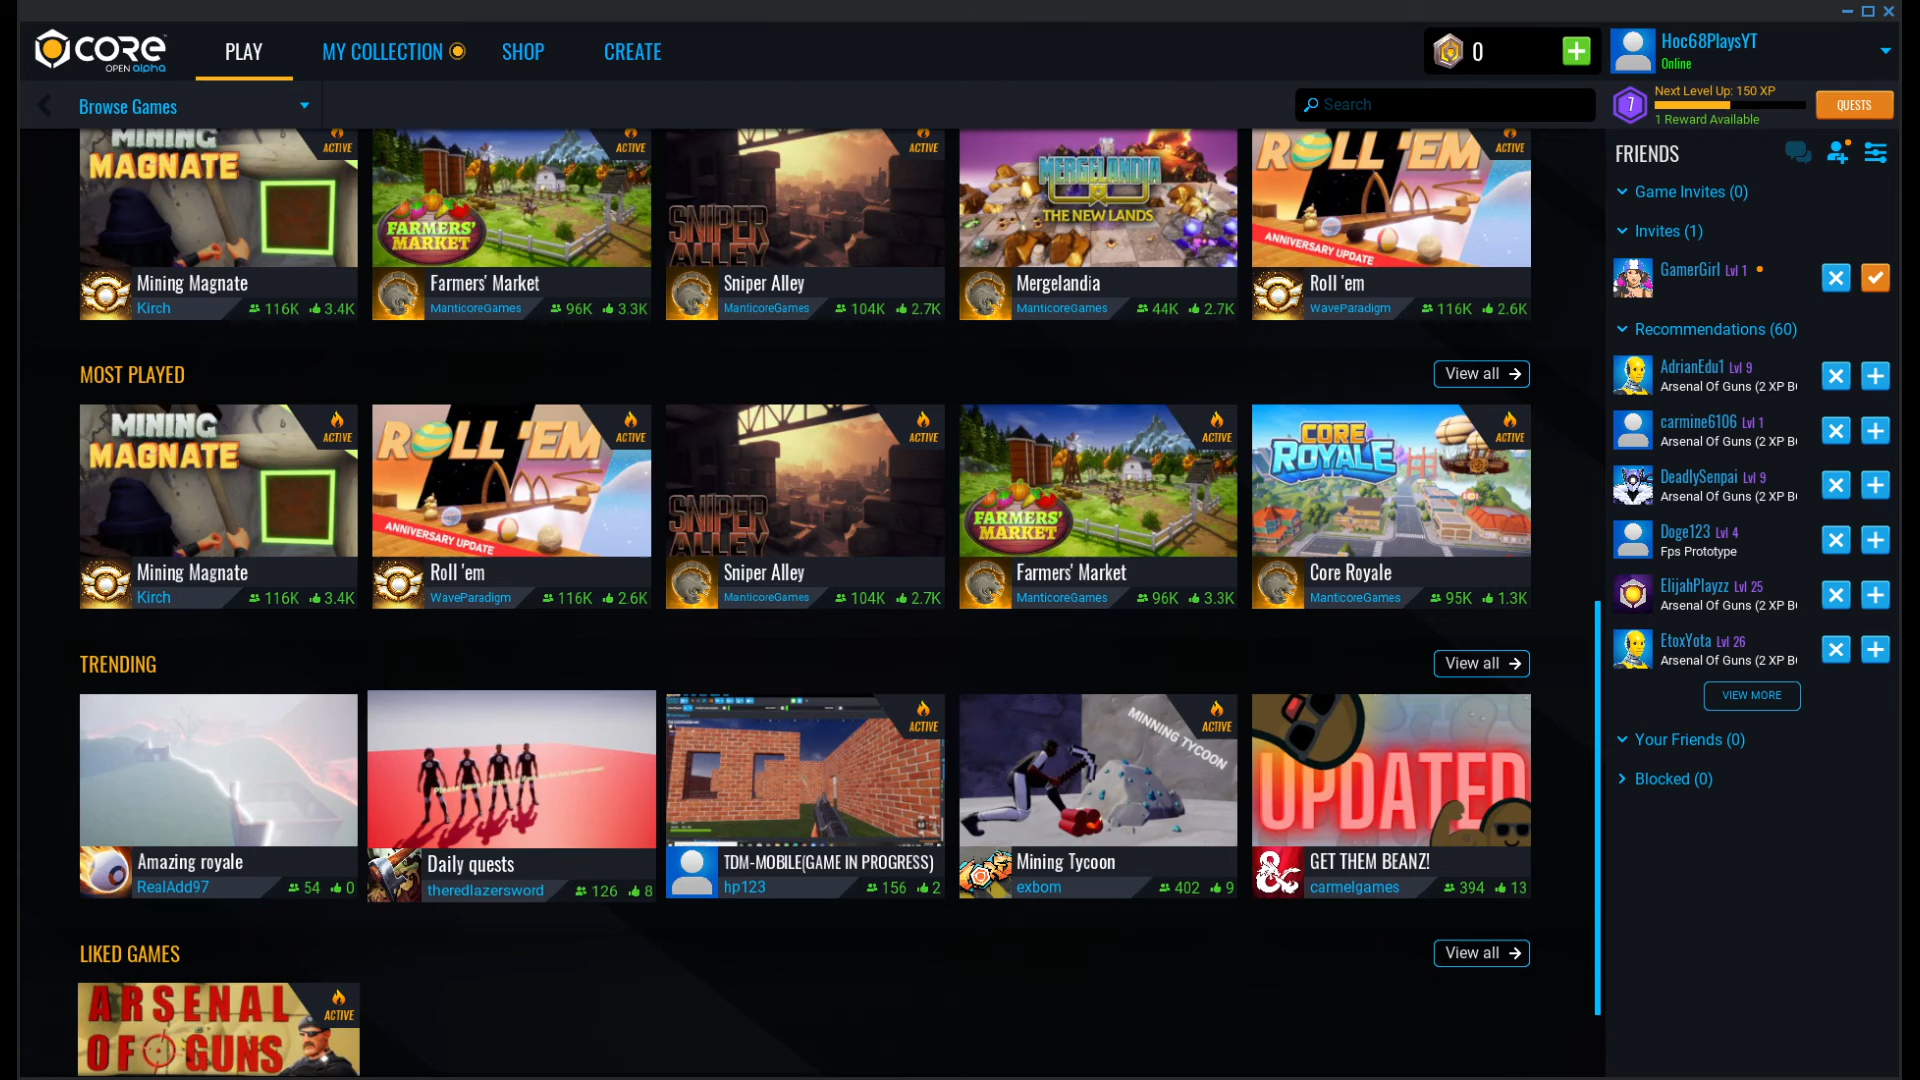 CORE
OPEN alpha
PLAY
MY COLLECTION
SHOP
CREATE
0
Hoc68PlaysYT
Online
Browse Games
Search
7
Next Level Up: 150 XP
1 Reward Available
QUESTS
MINING
MAGNATE
ACTIVE
Mining Magnate
Kirch
116K 3.4K
FARMERS'
MARKET
ACTIVE
Farmers' Market
ManticoreGames
96K 3.3K
SNIPER
ALLEY
ACTIVE
Sniper Alley
ManticoreGames
104K 2.7K
MERGELANDIA
THE NEW LANDS
Mergelandia
ManticoreGames
44K 2.7K
ROLL 'EM
ANNIVERSARY UPDATE
ACTIVE
Roll 'em
WaveParadigm
116K 2.6K
MOST PLAYED
View all
MINING
MAGNATE
ACTIVE
Mining Magnate
Kirch
116K 3.4K
ROLL 'EM
ANNIVERSARY UPDATE
ACTIVE
Roll 'em
WaveParadigm
116K 2.6K
SNIPER
ALLEY
ACTIVE
Sniper Alley
ManticoreGames
104K 2.7K
FARMERS'
MARKET
ACTIVE
Farmers' Market
ManticoreGames
96K 3.3K
CORE
ROYALE
ACTIVE
Core Royale
ManticoreGames
95K 1.3K
TRENDING
View all
Amazing royale
RealAdd97
54 0
Daily quests
theredlazersword
126 8
ACTIVE
TDM-MOBILE(GAME IN PROGRESS)
hp123
156 2
MINNING TYCOON
ACTIVE
Mining Tycoon
exbom
402 9
UPDATED
GET THEM BEANZ!
carmelgames
394 13
LIKED GAMES
View all
ARSENAL
OF GUNS
ACTIVE
FRIENDS
Game Invites (0)
Invites (1)
GamerGirl Lvl 1
Recommendations (60)
AdrianEdu1 Lvl 9
Arsenal Of Guns (2 XP
carmine6106 Lvl 1
Arsenal Of Guns (2 XP
DeadlySenpai Lvl 9
Arsenal Of Guns (2 XP
Doge123 Lvl 4
Fps Prototype
ElijahPlayzz Lvl 25
Arsenal Of Guns (2 XP
EtoxYota Lvl 26
Arsenal Of Guns (2 XP
VIEW MORE
Your Friends (0)
Blocked (0)